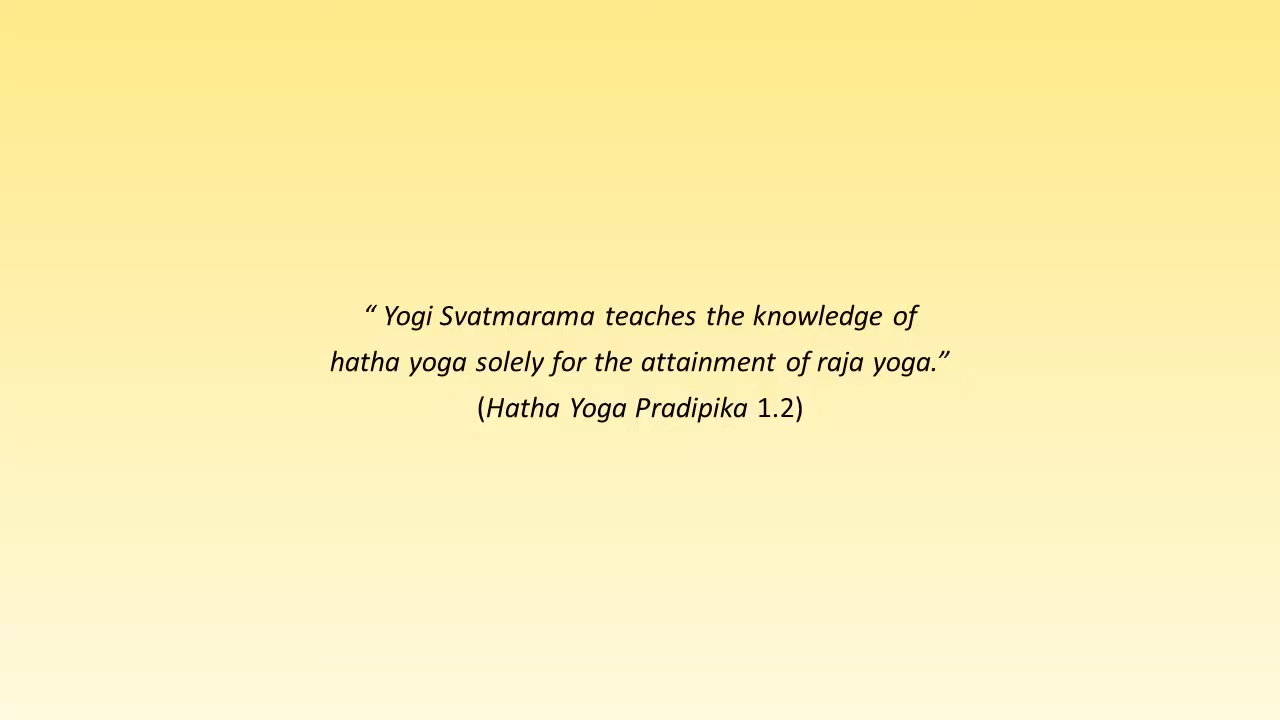 “ Yogi Svatmarama teaches the knowledge of
hatha yoga solely for the attainment of raja yoga.”
(Hatha Yoga Pradipika 1.2)